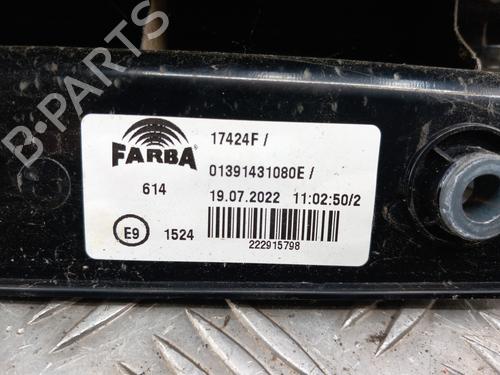 B-PARTS
FARBA
17424F /
01391431080E /
614
19.07.2022 11:02:50/2
E9
1524
222915798